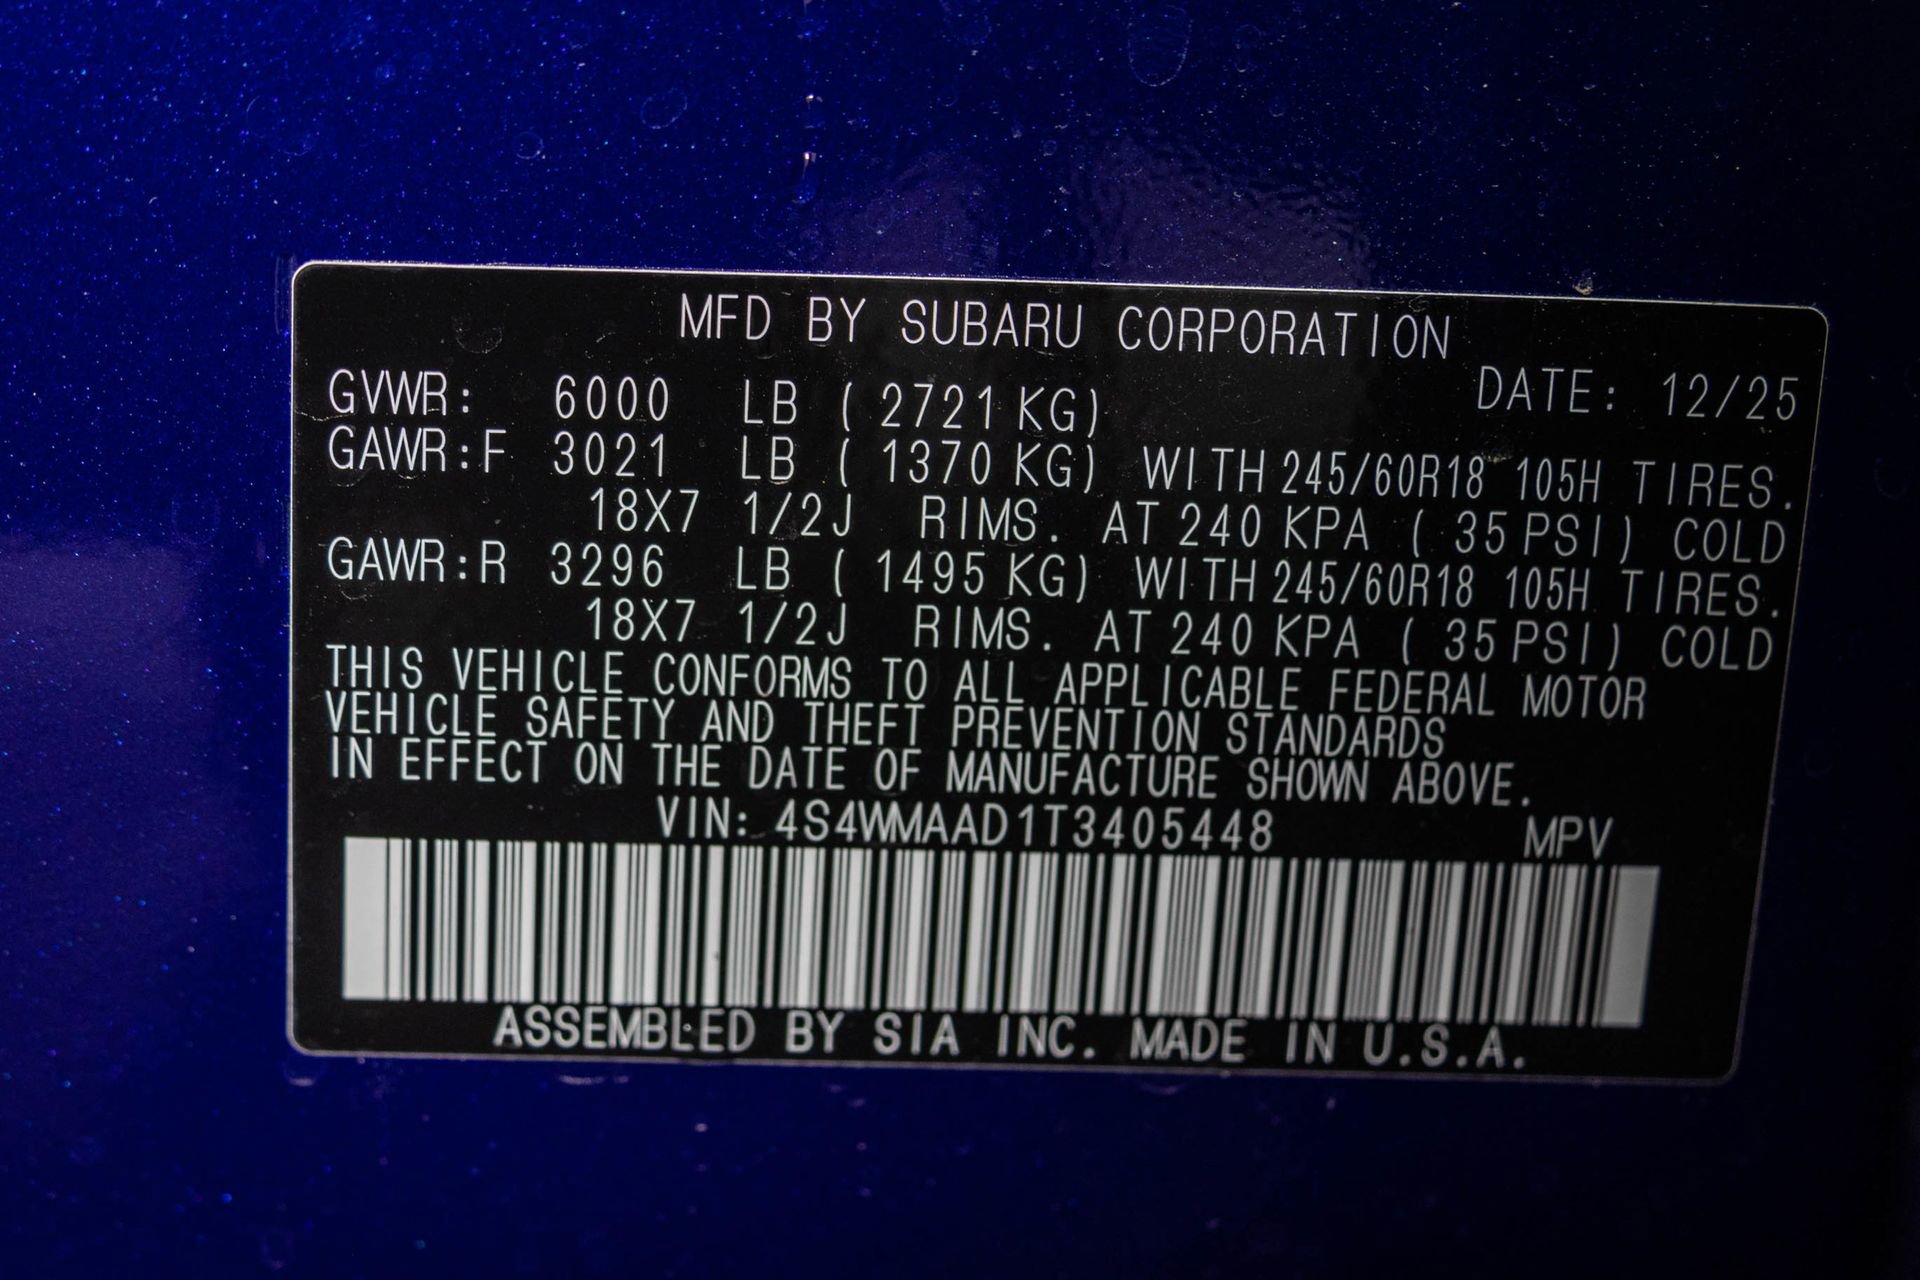 MFD BY SUBARU CORPORATION
GVWR: 6000 LB ( 2721 KG) DATE: 12/25
GAWR:F 3021 LB ( 1370 KG) WITH 245/60R18 105H TIRES.
18X7 1/2J RIMS. AT 240 KPA ( 35 PSI) COLD
GAWR:R 3296 LB ( 1495 KG) WITH 245/60R18 105H TIRES.
18X7 1/2J RIMS. AT 240 KPA ( 35 PSI) COLD
THIS VEHICLE CONFORMS TO ALL APPLICABLE FEDERAL MOTOR
VEHICLE SAFETY AND THEFT PREVENTION STANDARDS
IN EFFECT ON THE DATE OF MANUFACTURE SHOWN ABOVE.
VIN: 4S4WMAAD1T3405448 MPV
ASSEMBLED BY SIA INC. MADE IN U.S.A.